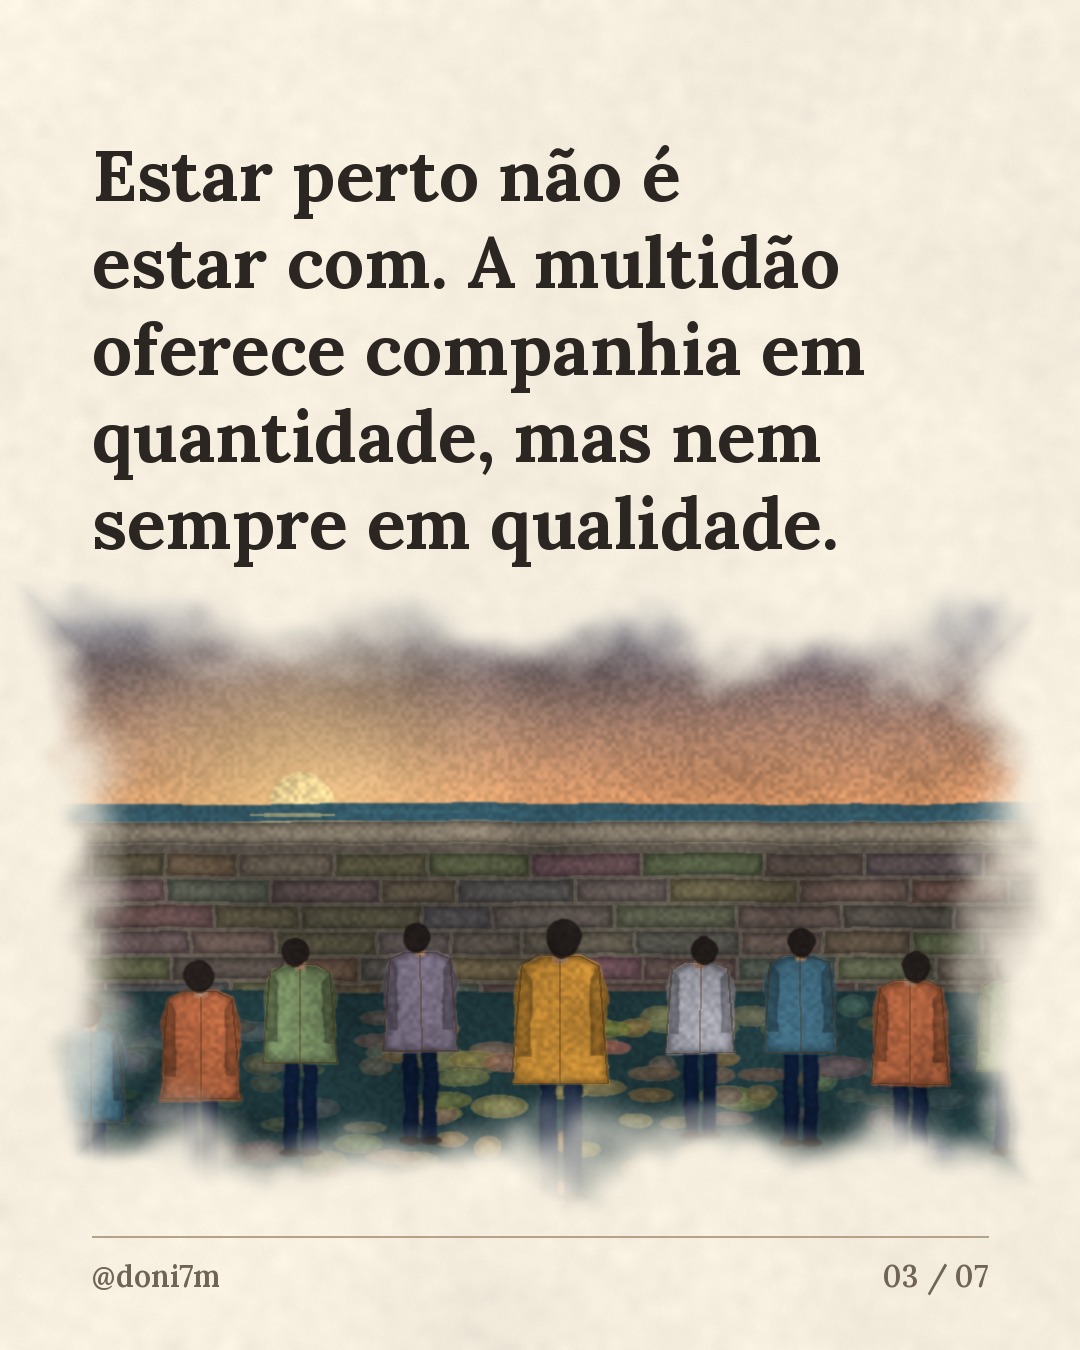 Estar perto não é
estar com. A multidão
oferece companhia em
quantidade, mas nem
sempre em qualidade.
@doni7m
03 / 07